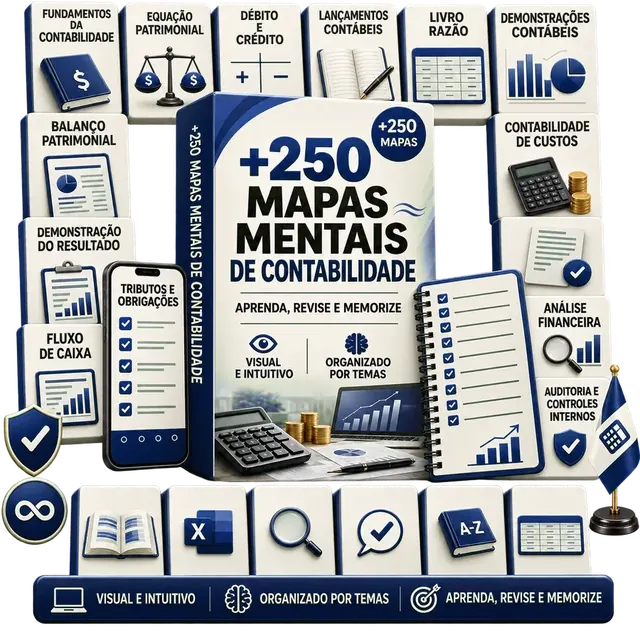 FUNDAMENTOS
DA CONTABILIDADE
$
EQUAÇÃO
PATRIMONIAL
$ $
DÉBITO
E
CRÉDITO
+ −
LANÇAMENTOS
CONTÁBEIS
LIVRO
RAZÃO
DEMONSTRAÇÕES
CONTÁBEIS
BALANÇO
PATRIMONIAL
DEMONSTRAÇÃO
DO RESULTADO
FLUXO
DE CAIXA
TRIBUTOS E
OBRIGAÇÕES
+250 MAPAS MENTAIS DE CONTABILIDADE
+250
MAPAS
+250
MAPAS
MENTAIS
DE CONTABILIDADE
APRENDA, REVISE E MEMORIZE
VISUAL
E INTUITIVO
ORGANIZADO
POR TEMAS
CONTABILIDADE
DE CUSTOS
ANÁLISE
FINANCEIRA
AUDITORIA E
CONTROLES
INTERNOS
X
A-Z
VISUAL E INTUITIVO
ORGANIZADO POR TEMAS
APRENDA, REVISE E MEMORIZE